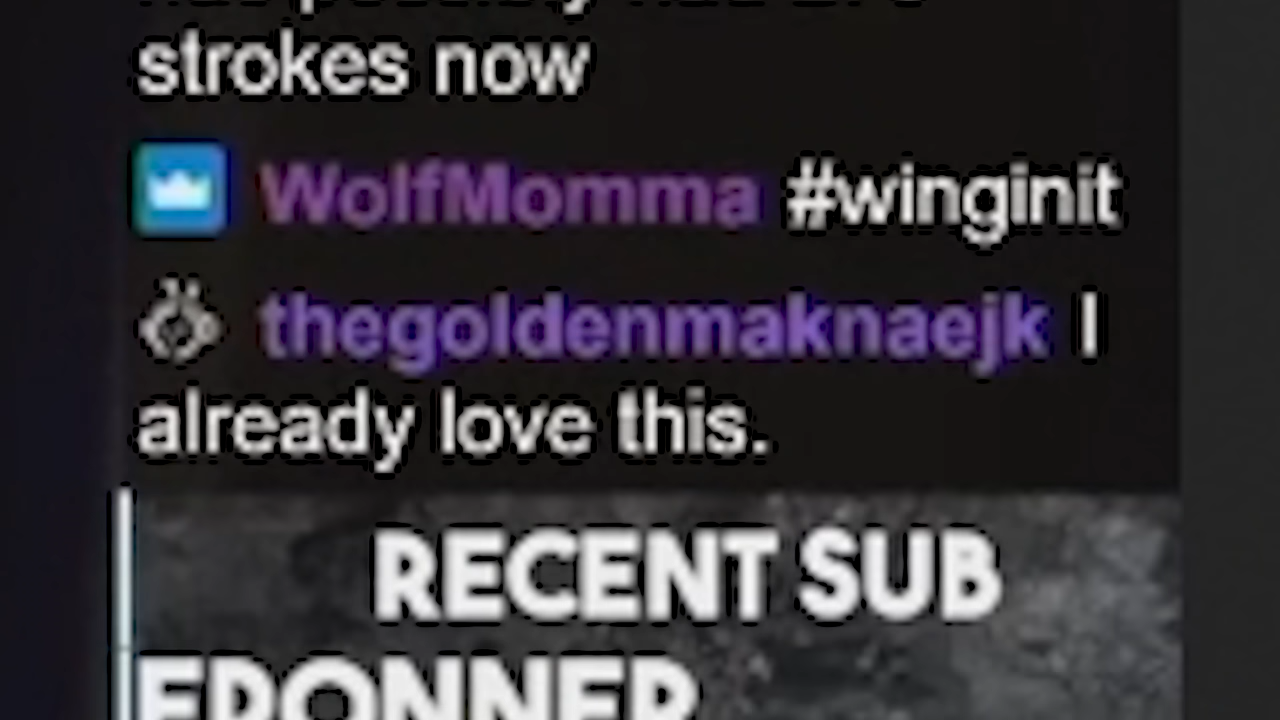 strokes now
WolfMomma #winginit
thegoldenmaknaejk I
already love this.
RECENT SUB